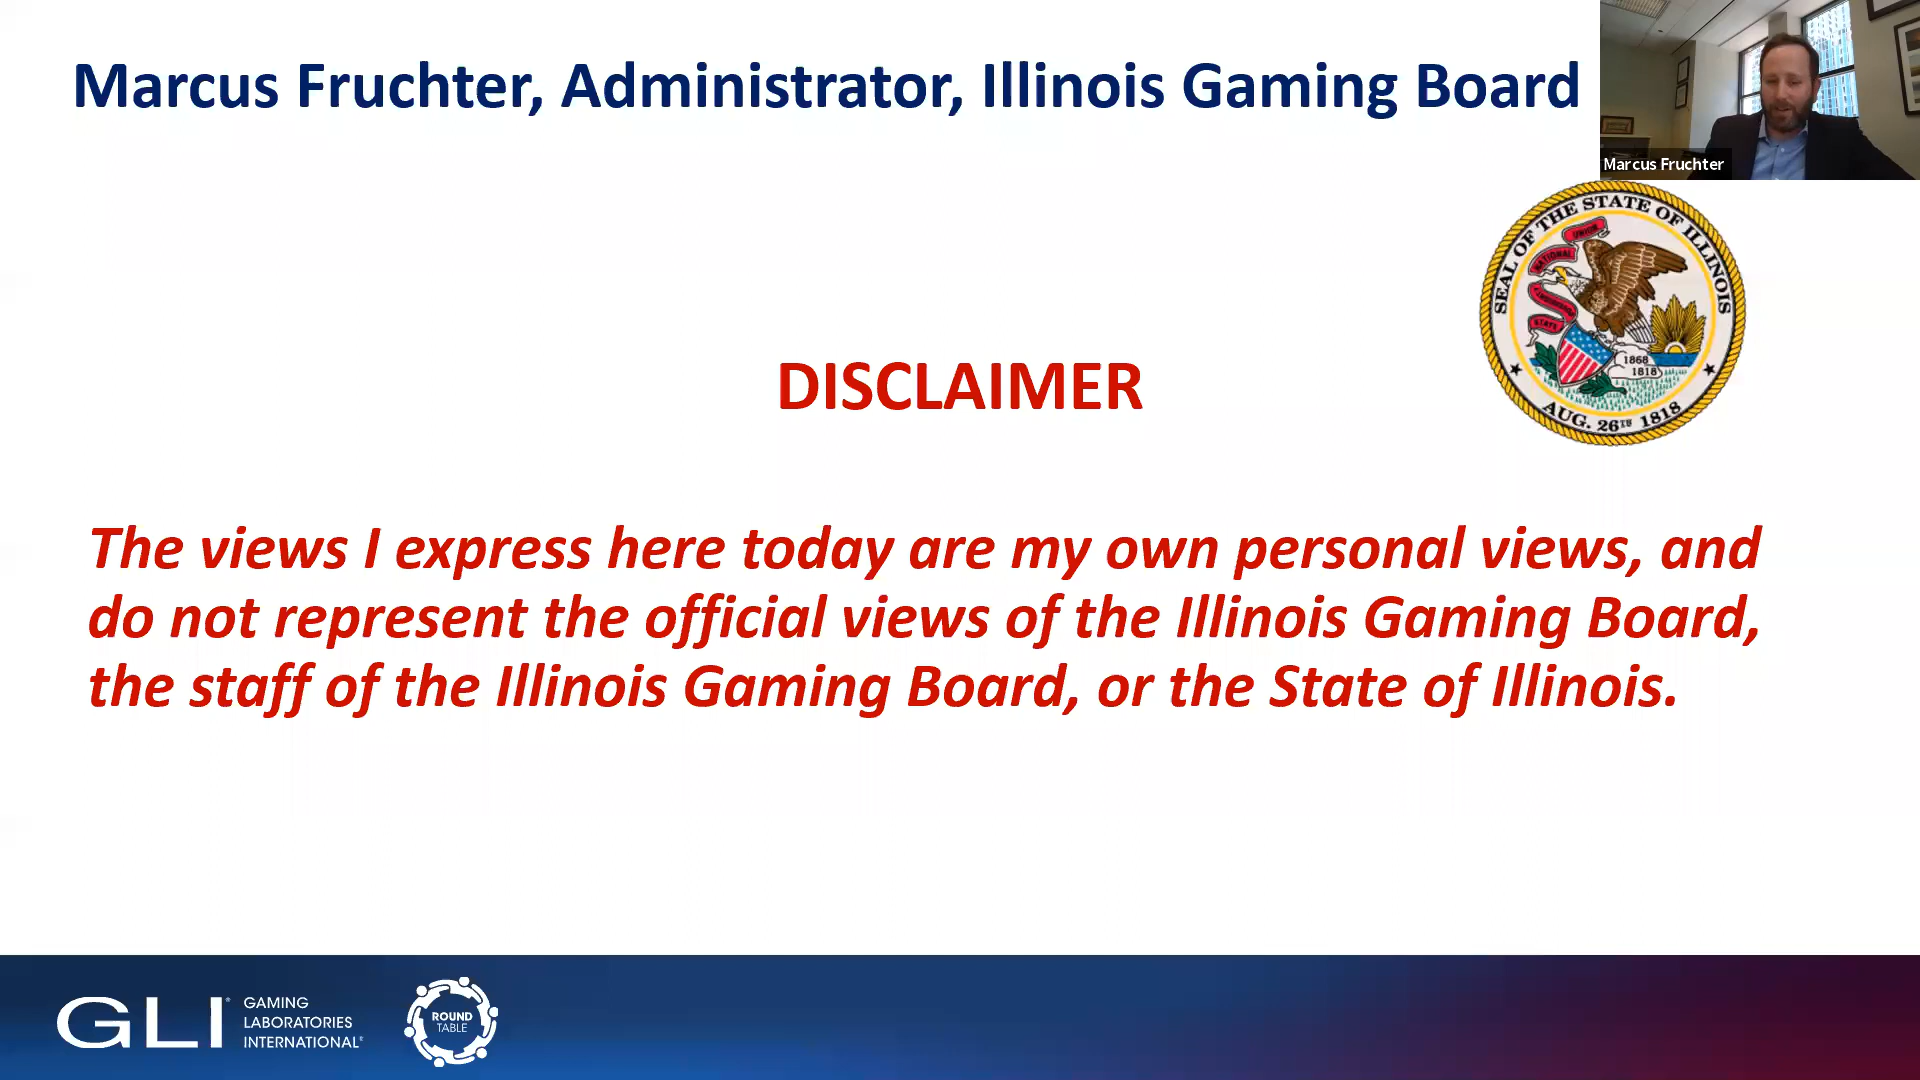 Marcus Fruchter, Administrator, Illinois Gaming Board
Marcus Fruchter
SEAL OF THE STATE OF ILLINOIS
NATIONAL UNION
STATE
1868
1818
AUG. 26TH 1818
DISCLAIMER
The views I express here today are my own personal views, and
do not represent the official views of the Illinois Gaming Board,
the staff of the Illinois Gaming Board, or the State of Illinois.
GLI®
GAMING
LABORATORIES
INTERNATIONAL®
ROUND
TABLE